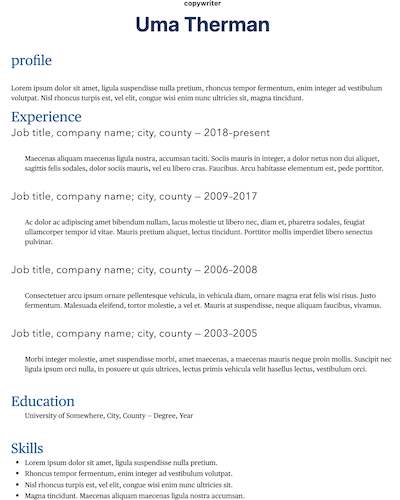 copywriter
Uma Therman
profile
Lorem ipsum dolor sit amet, ligula suspendisse nulla pretium, rhoncus tempor fermentum, enim integer ad vestibulum
volutpat. Nisl rhoncus turpis est, vel elit, congue wisi enim nunc ultricies sit, magna tincidunt.
Experience
Job title, company name; city, county – 2018–present
Maecenas aliquam maecenas ligula nostra, accumsan taciti. Sociis mauris in integer, a dolor netus non dui aliquet,
sagittis felis sodales, dolor sociis mauris, vel eu libero cras. Faucibus. Arcu habitasse elementum est, pede porttitor.
Job title, company name; city, county – 2009–2017
Ac dolor ac adipiscing amet bibendum nullam, lacus molestie ut libero nec, diam et, pharetra sodales, feugiat
ullamcorper tempor id vitae. Mauris pretium aliquet, lectus tincidunt. Porttitor mollis imperdiet libero senectus
pulvinar.
Job title, company name; city, county – 2006–2008
Consectetuer arcu ipsum ornare pellentesque vehicula, in vehicula diam, ornare magna erat felis wisi risus. Justo
fermentum. Malesuada eleifend, tortor molestie, a vel et. Mauris at suspendisse, neque aliquam faucibus, vivamus.
Job title, company name; city, county – 2003–2005
Morbi integer molestie, amet suspendisse morbi, amet maecenas, a maecenas mauris neque proin mollis. Suscipit nec
ligula ipsum orci nulla, in posuere ut quis ultrices, lectus primis vehicula velit hasellus lectus, vestibulum orci.
Education
University of Somewhere, City, County – Degree, Year
Skills
• Lorem ipsum dolor sit amet, ligula suspendisse nulla pretium.
• Rhoncus tempor fermentum, enim integer ad vestibulum volutpat.
• Nisl rhoncus turpis est, vel elit, congue wisi enim nunc ultricies sit.
• Magna tincidunt. Maecenas aliquam maecenas ligula nostra accumsan.